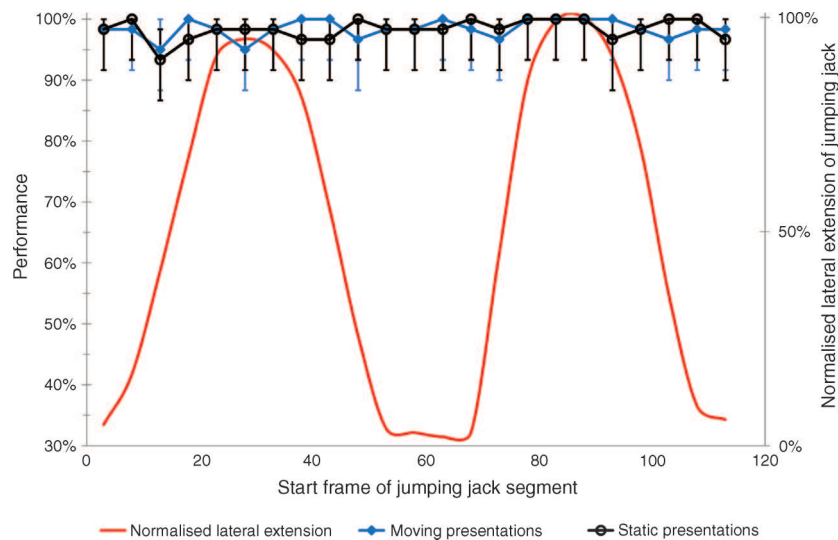 100%
90%
80%
70%
60%
50%
40%
30%
Performance
100%
50%
0%
Normalised lateral extension of jumping jack
0 20 40 60 80 100 120
Start frame of jumping jack segment
Normalised lateral extension Moving presentations Static presentations